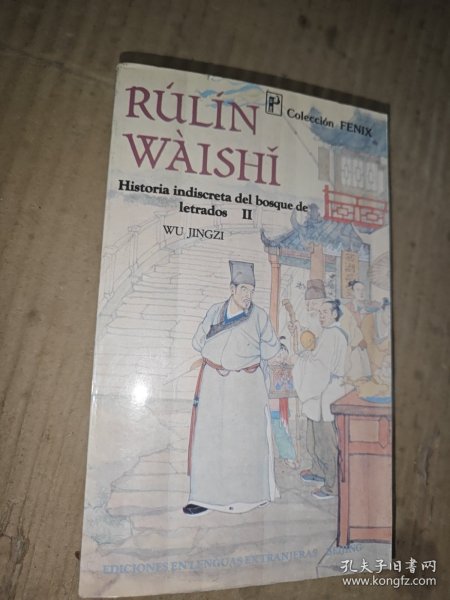 RÚLÍN
Colección FENIX
WÀISHǏ
Historia indiscreta del bosque de
letrados II
WU JINGZI
EDICIONES EN LENGUAS EXTRANJERAS BEIJING
孔夫子旧书网
www.kongfz.com